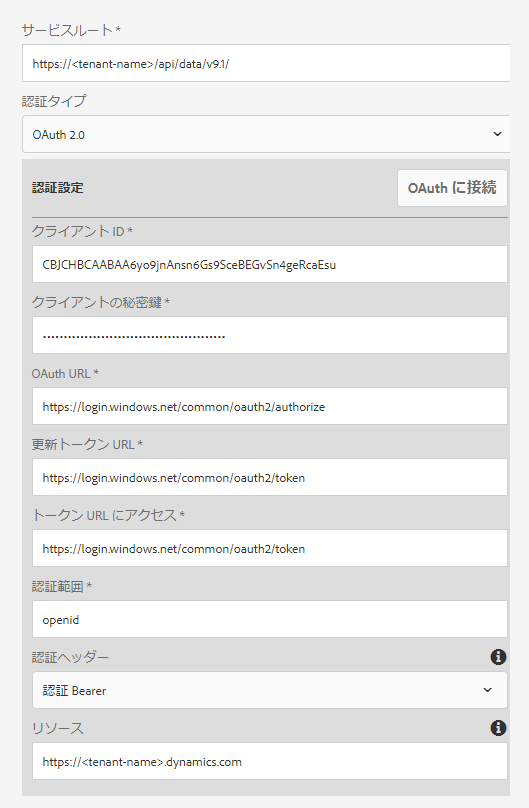 サービスルート *
https://<tenant-name>/api/data/v9.1/
認証タイプ
OAuth 2.0
認証設定
OAuth に接続
クライアント ID *
CBJCHBCAABAA6yo9jnAnsn6Gs9SceBEGvSn4geRcaEsu
クライアントの秘密鍵 *
••••••••••••••••••••••••••••••••••••••••••••
OAuth URL *
https://login.windows.net/common/oauth2/authorize
更新トークン URL *
https://login.windows.net/common/oauth2/token
トークン URL にアクセス *
https://login.windows.net/common/oauth2/token
認証範囲 *
openid
認証ヘッダー
認証 Bearer
リソース
https://<tenant-name>.dynamics.com